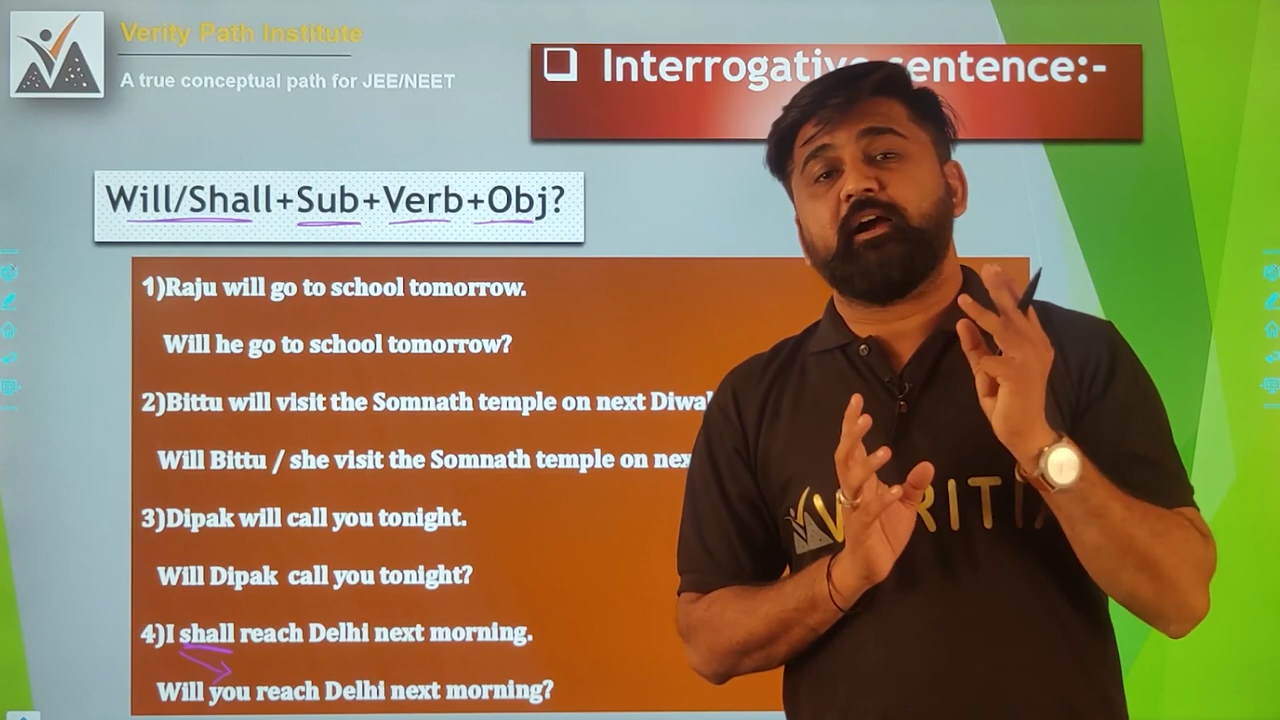 Verity Path Institute
A true conceptual path for JEE/NEET
Interrogative sentence:-
Will/Shall+Sub+Verb+Obj?
1)Raju will go to school tomorrow.
Will he go to school tomorrow?
2)Bittu will visit the Somnath temple on next Diwal
Will Bittu / she visit the Somnath temple on nex
3)Dipak will call you tonight.
Will Dipak call you tonight?
4)I shall reach Delhi next morning.
Will you reach Delhi next morning?